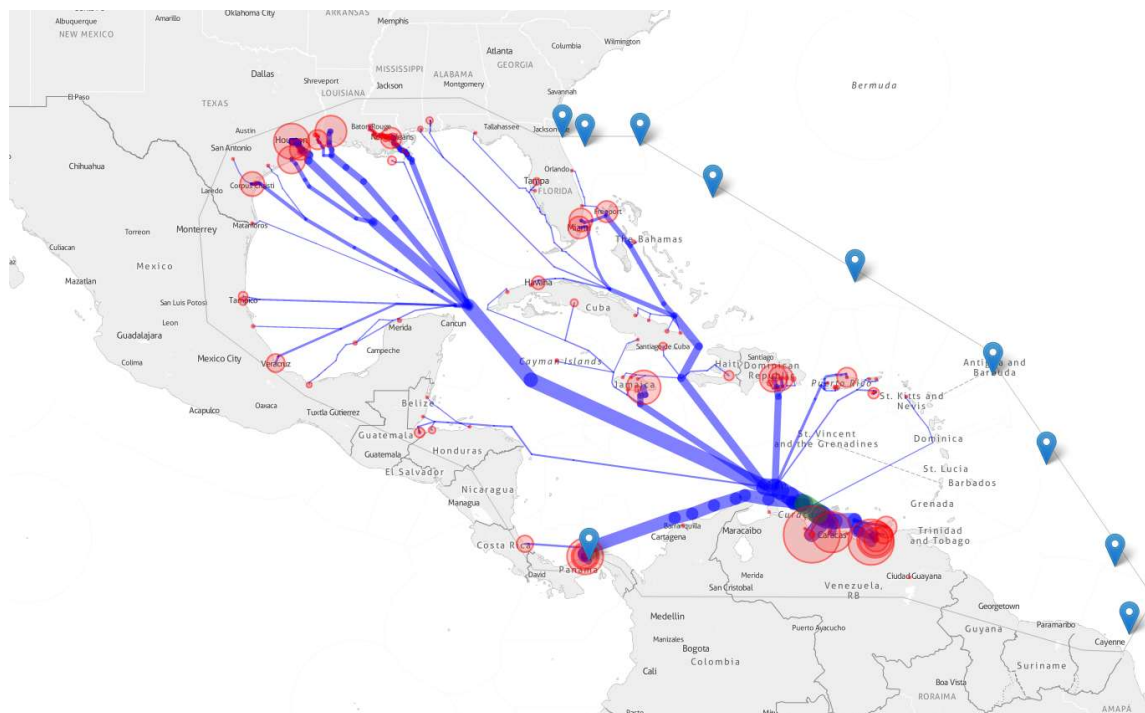 Oklahoma City
ARKANSAS
Memphis
Albuquerque
Amarillo
NEW MEXICO
Atlanta
Columbia
Wilmington
MISSISSIPPI
ALABAMA
GEORGIA
Dallas
Shreveport
Jackson
Montgomery
Savannah
Bermuda
LOUISIANA
El Paso
TEXAS
Austin
Baton Rouge
Tallahassee
Houston
San Antonio
Chihuahua
Orlando
Tampa
FLORIDA
Laredo
Corpus Christi
Freeport
Miami
Matamoros
Torreon
Monterrey
The Bahamas
Culiacan
Mexico
Mazatlan
Havana
San Luis Potosi
Tampico
Cuba
Leon
Merida
Cancun
Guadalajara
Campeche
Santiago de Cuba
Santiago
Colima
Mexico City
Veracruz
Cayman Islands
Haiti
Dominican
Republic
Antigua and
Barbuda
Jamaica
Puerto Rico
St. Kitts and
Nevis
Acapulco
Oaxaca
Tuxtla Gutierrez
Belize
Guatemala
Guatemala
Honduras
El Salvador
St. Vincent
and the Grenadines
Dominica
St. Lucia
Barbados
Nicaragua
Managua
Grenada
Barranquilla
Cartagena
Maracaibo
Caracas
Trinidad
and Tobago
Costa Rica
Panama
David
Merida
San Cristobal
Ciudad Guayana
Venezuela,
RB
Georgetown
Paramaribo
Medellin
Puerto Ayacucho
Guyana
Cayenne
Manizales
Bogota
Cali
Colombia
Suriname
Boa Vista
RORAIMA
AMAPÁ